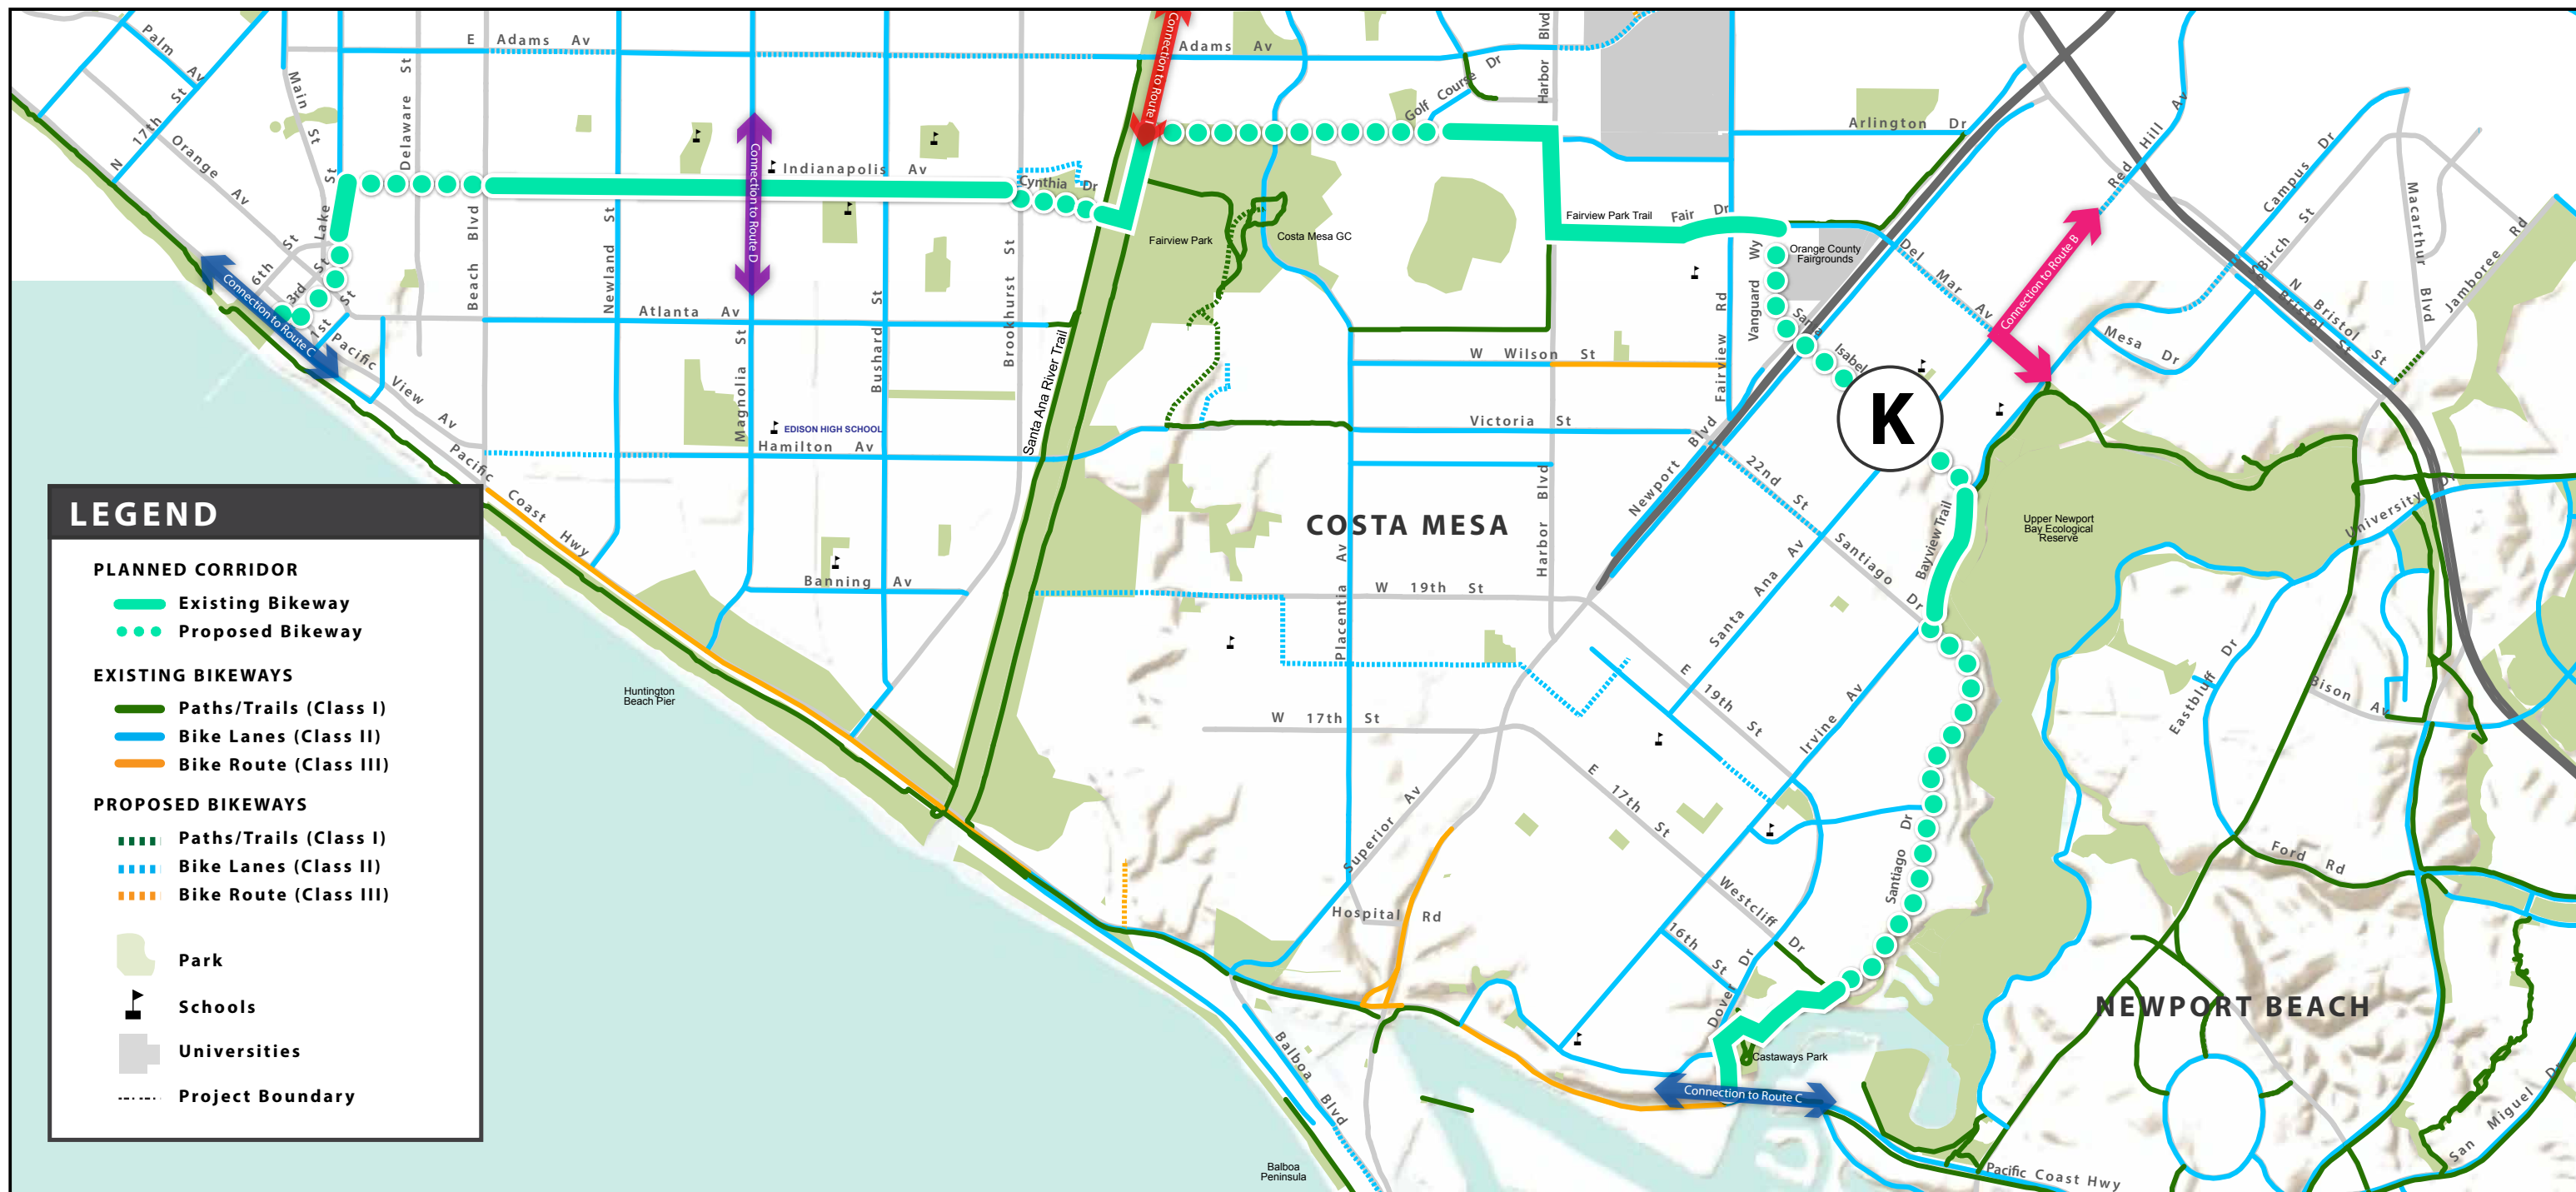 E Adams Av
Adams Av
Palm Av
N 17th St
Main St
Orange Av
Delaware St
Lake St
6th St
3rd St
1st St
Pacific View Av
Pacific Coast Hwy
Beach Blvd
Newland St
Magnolia St
Bushard St
Brookhurst St
Indianapolis Av
Cynthia Dr
Atlanta Av
Hamilton Av
Banning Av
EDISON HIGH SCHOOL
Santa Ana River Trail
Connection to Route C
Connection to Route D
Connection to Route I
Golf Course Dr
Harbor Blvd
Fairview Park
Costa Mesa GC
Fairview Park Trail
Fair Dr
Arlington Dr
Vanguard Wy
Orange County
Fairgrounds
Santa Isabel
Del Mar Av
Fairview Rd
W Wilson St
Victoria St
Newport Blvd
22nd St
Santiago Dr
COSTA MESA
Placentia Av
Harbor Blvd
W 19th St
W 17th St
Superior Av
Hospital Rd
Santa Ana Av
E 19th St
E 17th St
Irvine Av
Westcliff Dr
16th St
Dover Dr
Santiago Dr
Castaways Park
Connection to Route C
K
Bayview Trail
Upper Newport
Bay Ecological
Reserve
Connection to Route B
Red Hill Av
Campus Dr
Birch St
Mesa Dr
N Bristol St
Bristol St
Macarthur Blvd
Jamboree Rd
University Dr
Eastbluff Dr
Bison Av
Ford Rd
NEWPORT BEACH
San Miguel Dr
Pacific Coast Hwy
Balboa Blvd
Balboa
Peninsula
Huntington
Beach Pier
LEGEND
PLANNED CORRIDOR
Existing Bikeway
Proposed Bikeway
EXISTING BIKEWAYS
Paths/Trails (Class I)
Bike Lanes (Class II)
Bike Route (Class III)
PROPOSED BIKEWAYS
Paths/Trails (Class I)
Bike Lanes (Class II)
Bike Route (Class III)
Park
Schools
Universities
Project Boundary